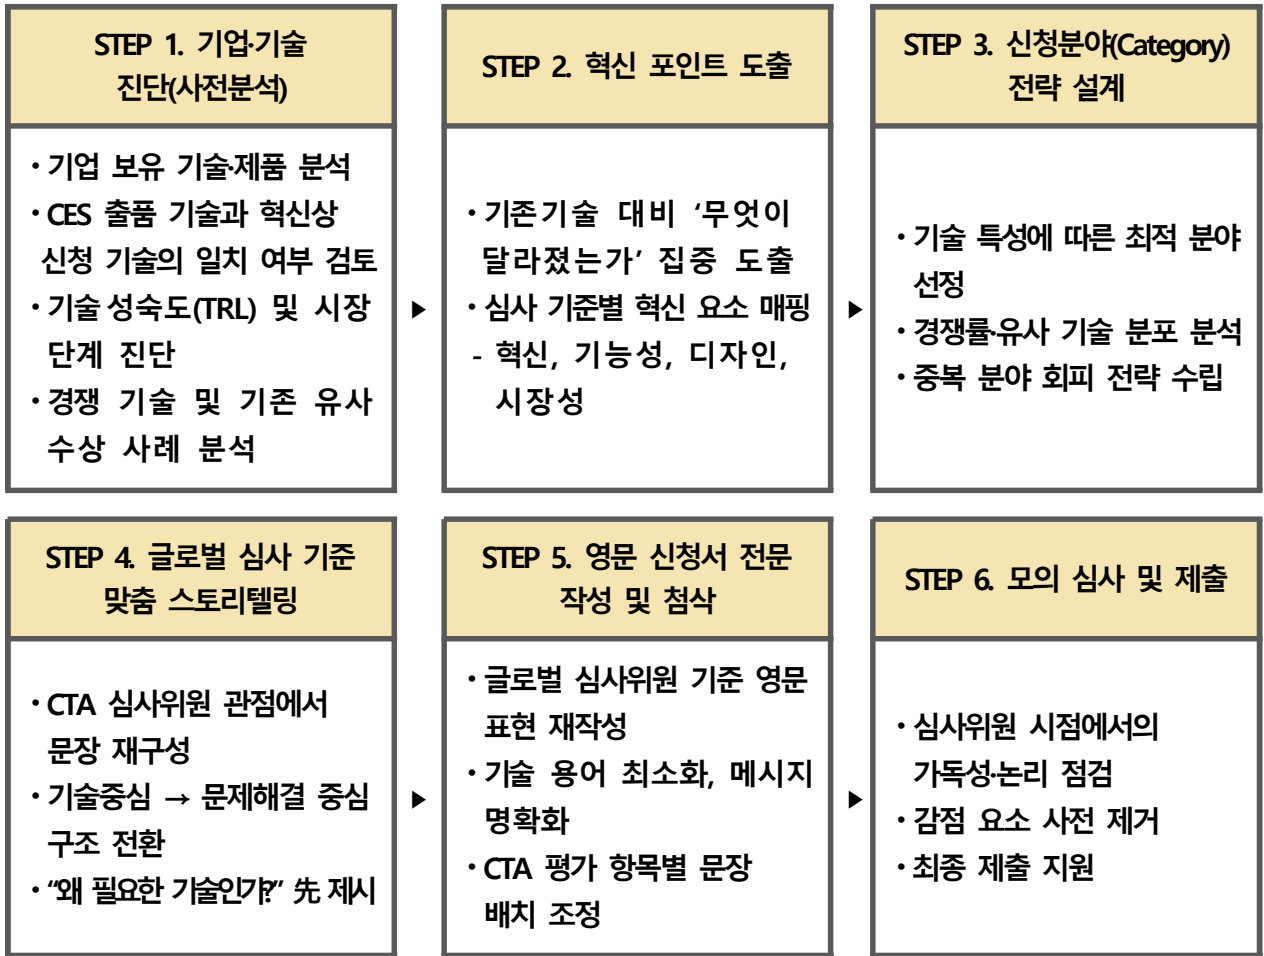 STEP 1. 기업·기술
진단(사전분석)
· 기업 보유 기술·제품 분석
· CES 출품 기술과 혁신상
신청 기술의 일치 여부 검토
· 기술 성숙도(TRL) 및 시장
단계 진단
· 경쟁 기술 및 기존 유사
수상 사례 분석
▶
STEP 2. 혁신 포인트 도출
· 기존기술 대비 ‘무엇이
달라졌는가’ 집중 도출
· 심사 기준별 혁신 요소 매핑
- 혁신, 기능성, 디자인,
시장성
▶
STEP 3. 신청분야(Category)
전략 설계
· 기술 특성에 따른 최적 분야
선정
· 경쟁률·유사 기술 분포 분석
· 중복 분야 회피 전략 수립
STEP 4. 글로벌 심사 기준
맞춤 스토리텔링
· CTA 심사위원 관점에서
문장 재구성
· 기술중심 → 문제해결 중심
구조 전환
· “왜 필요한 기술인가?” 先 제시
▶
STEP 5. 영문 신청서 전문
작성 및 첨삭
· 글로벌 심사위원 기준 영문
표현 재작성
· 기술 용어 최소화, 메시지
명확화
· CTA 평가 항목별 문장
배치 조정
▶
STEP 6. 모의 심사 및 제출
· 심사위원 시점에서의
가독성·논리 점검
· 감점 요소 사전 제거
· 최종 제출 지원